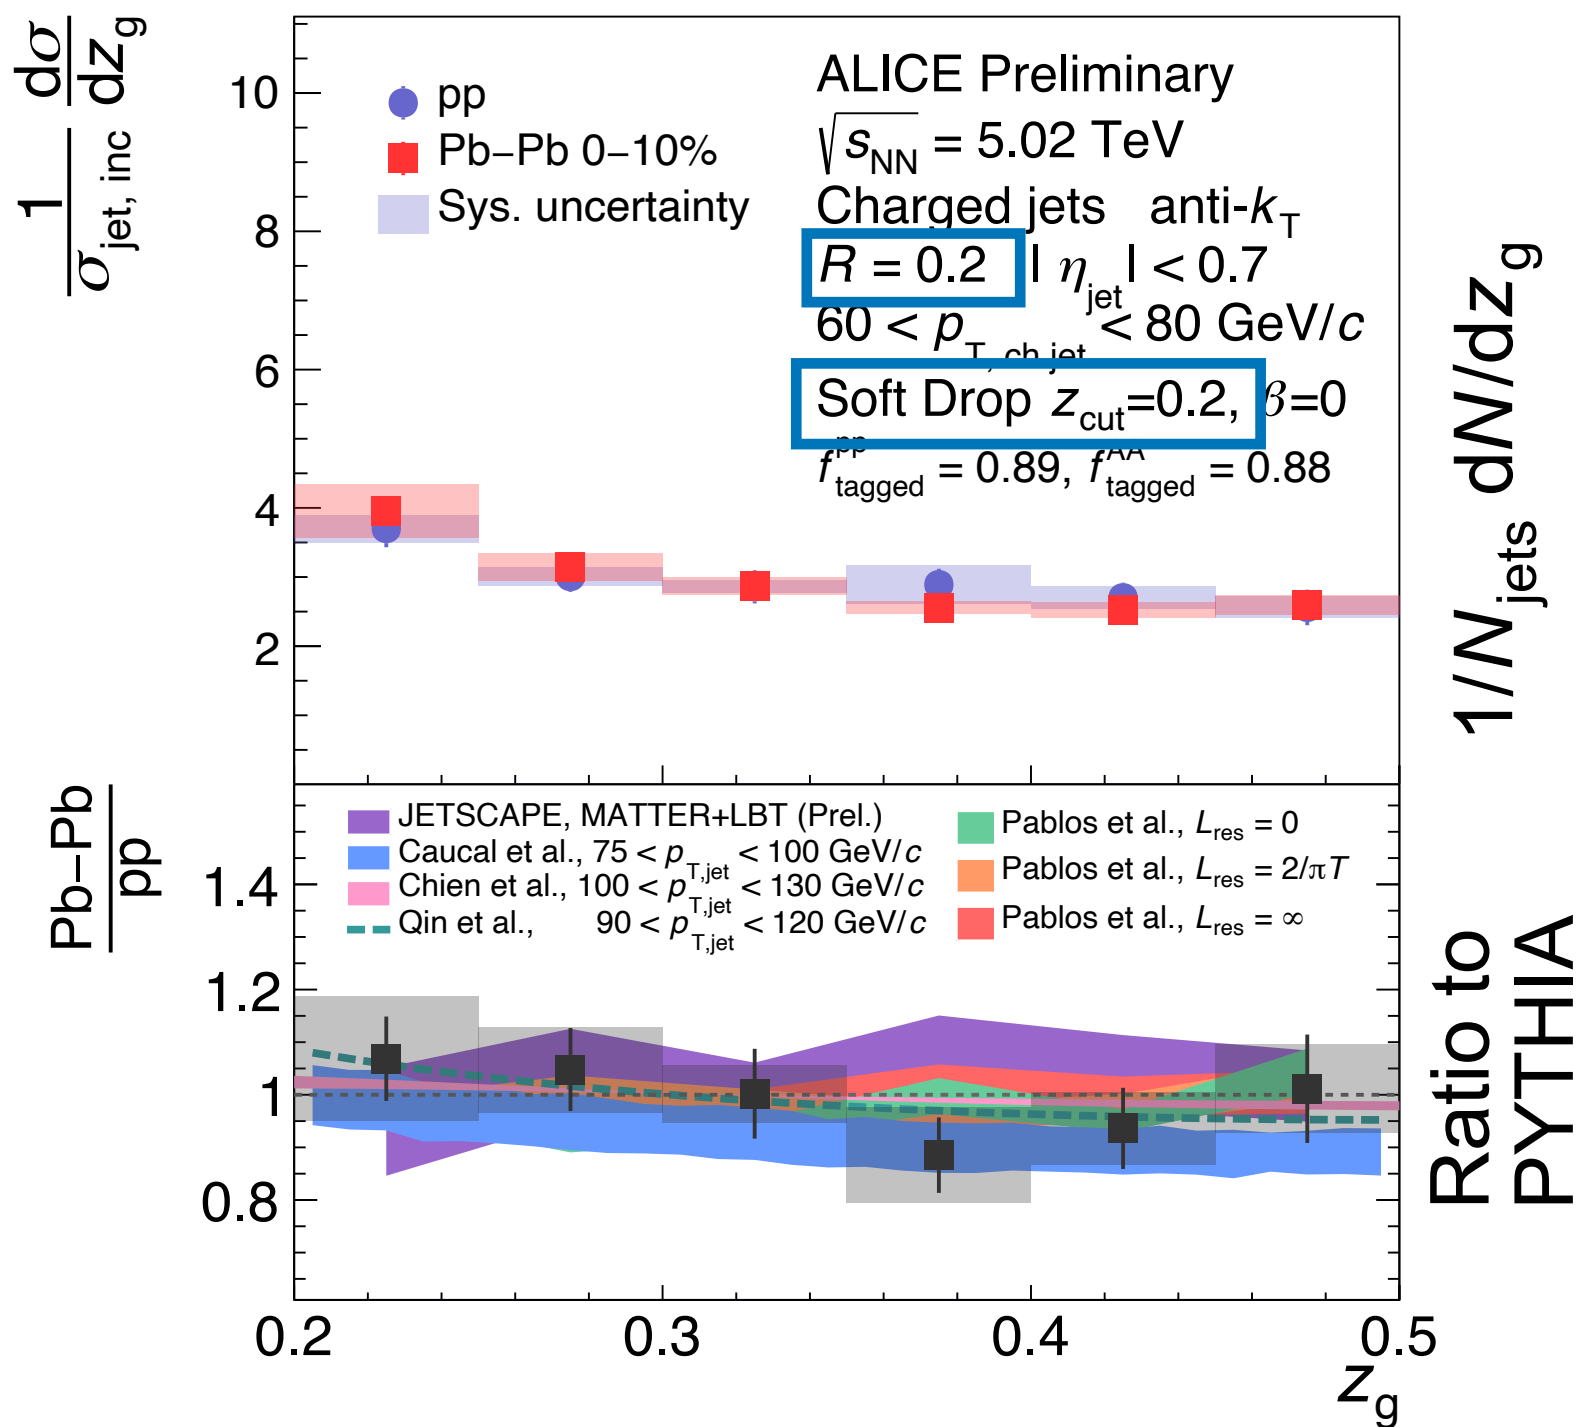 1/σjet, inc dσ/dzg
10
8
6
4
2
pp
Pb−Pb 0−10%
Sys. uncertainty
ALICE Preliminary
√sNN = 5.02 TeV
Charged jets anti-kT
R = 0.2 | ηjet | < 0.7
60 < pT, ch jet < 80 GeV/c
Soft Drop zcut=0.2, β=0
fpp tagged = 0.89, fAA tagged = 0.88
1/Njets dN/dzg
Pb−Pb/pp
1.4
1.2
1
0.8
JETSCAPE, MATTER+LBT (Prel.)
Caucal et al., 75 < pT,jet < 100 GeV/c
Chien et al., 100 < pT,jet < 130 GeV/c
Qin et al., 90 < pT,jet < 120 GeV/c
Pablos et al., Lres = 0
Pablos et al., Lres = 2/πT
Pablos et al., Lres = ∞
Ratio to
PYTHIA
0.2 0.3 0.4 0.5
zg